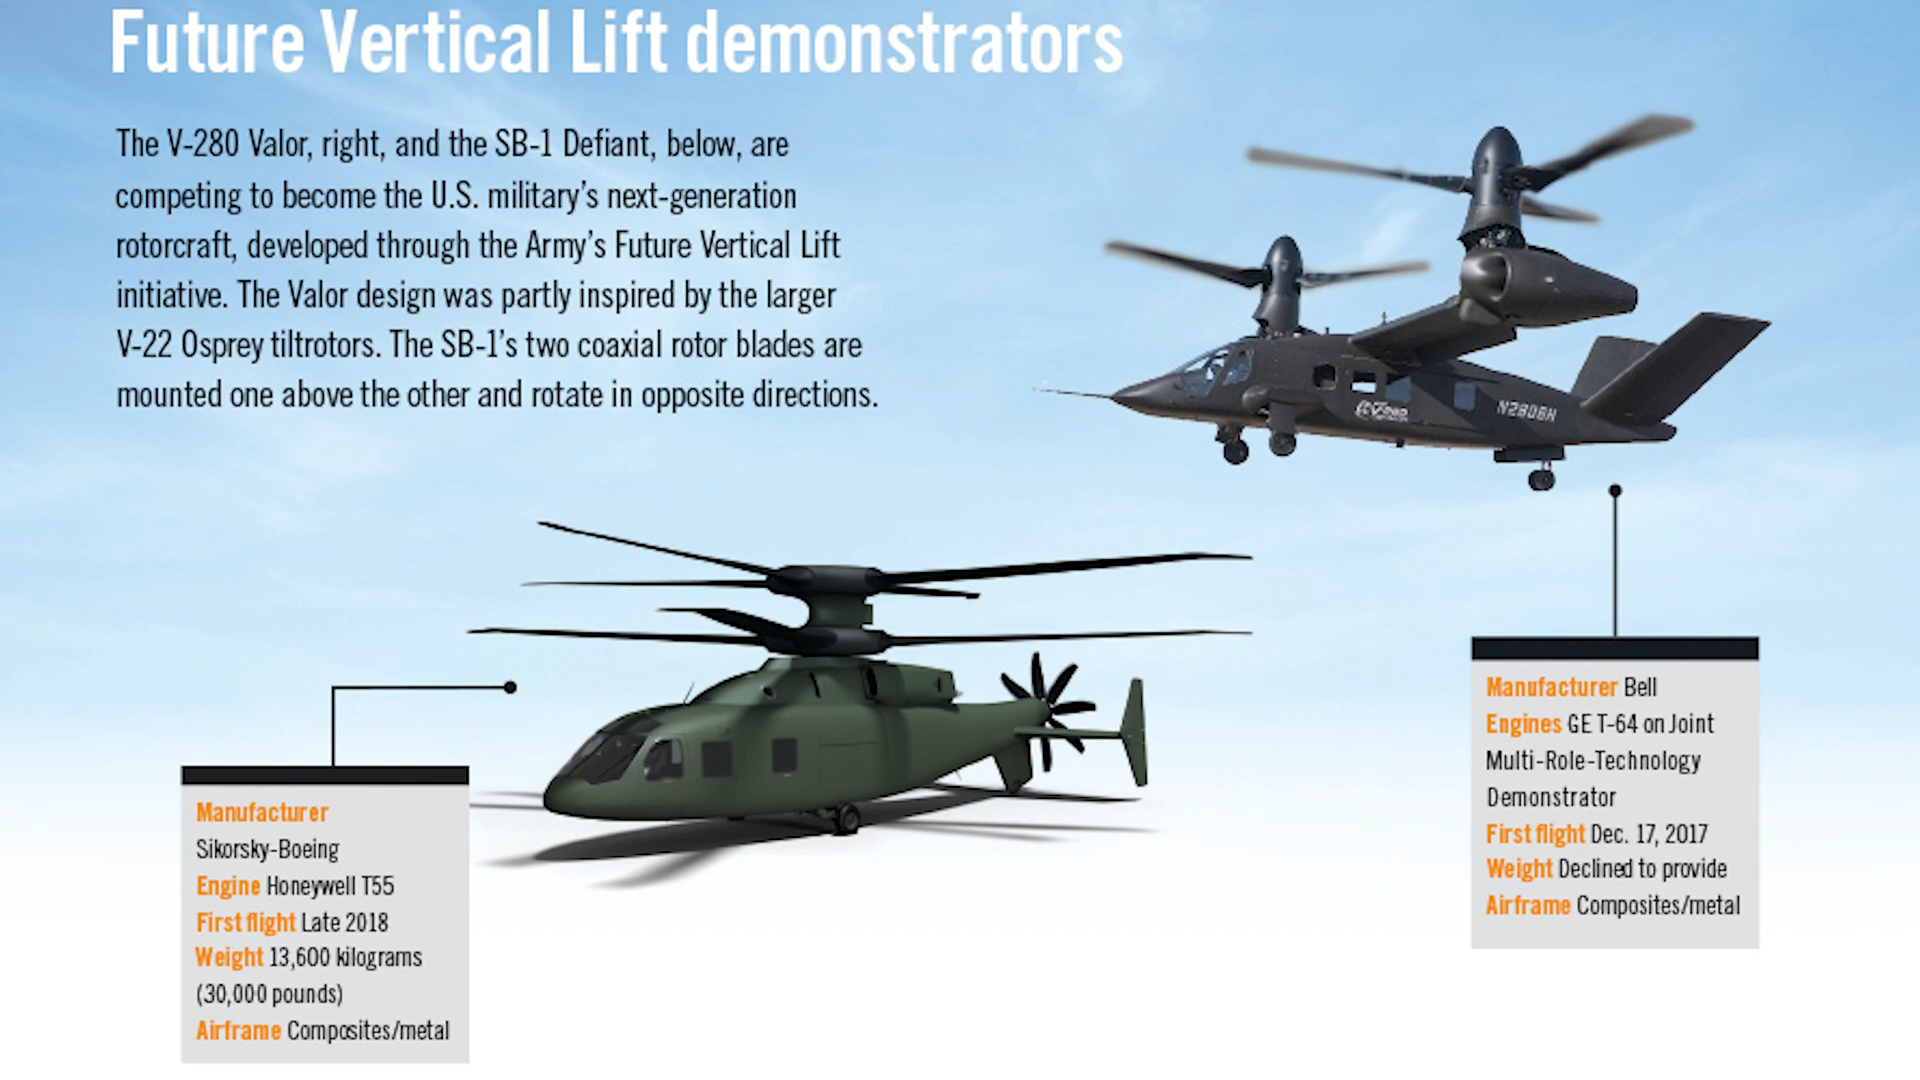 Future Vertical Lift demonstrators
The V-280 Valor, right, and the SB-1 Defiant, below, are
competing to become the U.S. military’s next-generation
rotorcraft, developed through the Army’s Future Vertical Lift
initiative. The Valor design was partly inspired by the larger
V-22 Osprey tiltrotors. The SB-1’s two coaxial rotor blades are
mounted one above the other and rotate in opposite directions.
N280BH
Manufacturer Bell
Engines GE T-64 on Joint
Multi-Role-Technology
Demonstrator
First flight Dec. 17, 2017
Weight Declined to provide
Airframe Composites/metal
Manufacturer
Sikorsky-Boeing
Engine Honeywell T55
First flight Late 2018
Weight 13,600 kilograms
(30,000 pounds)
Airframe Composites/metal